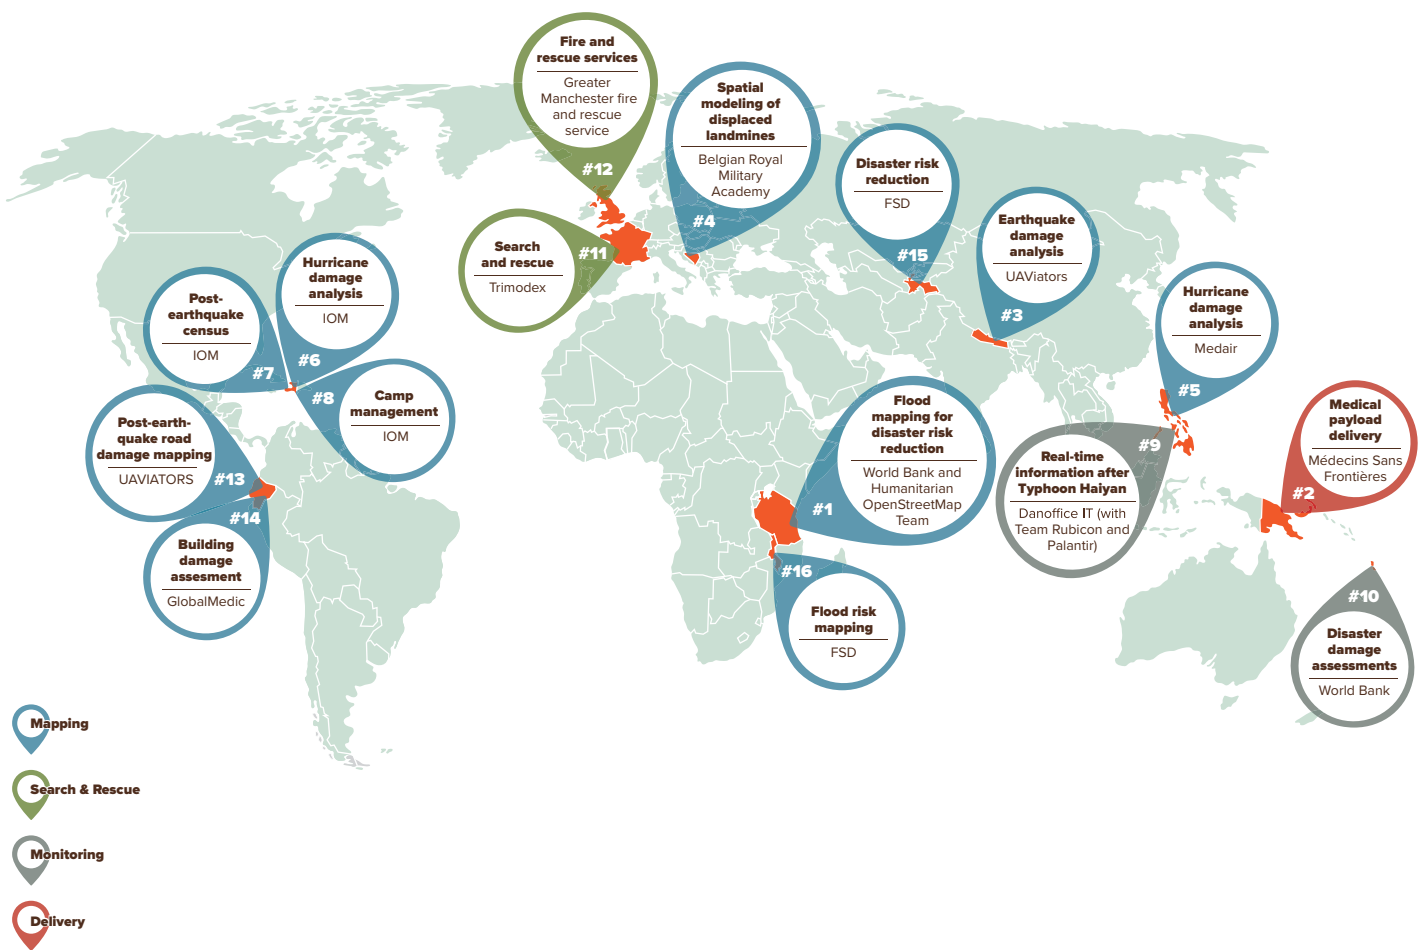 Fire and
rescue services
Greater
Manchester fire
and rescue
service
#12
Spatial
modeling of
displaced
landmines
Belgian Royal
Military
Academy
#4
Disaster risk
reduction
FSD
#15
Earthquake
damage
analysis
UAViators
#3
Search
and rescue
Trimodex
#11
Hurricane
damage
analysis
IOM
#6
Post-
earthquake
census
IOM
#7
Camp
management
IOM
#8
Hurricane
damage
analysis
Medair
#5
Post-earth-
quake road
damage mapping
UAVIATORS
#13
Building
damage
assesment
GlobalMedic
#14
Flood
mapping for
disaster risk
reduction
World Bank and
Humanitarian
OpenStreetMap
Team
#1
Real-time
information after
Typhoon Haiyan
Danoffice IT (with
Team Rubicon and
Palantir)
#9
Medical
payload
delivery
Médecins Sans
Frontières
#2
#16
Flood risk
mapping
FSD
#10
Disaster
damage
assessments
World Bank
Mapping
Search & Rescue
Monitoring
Delivery